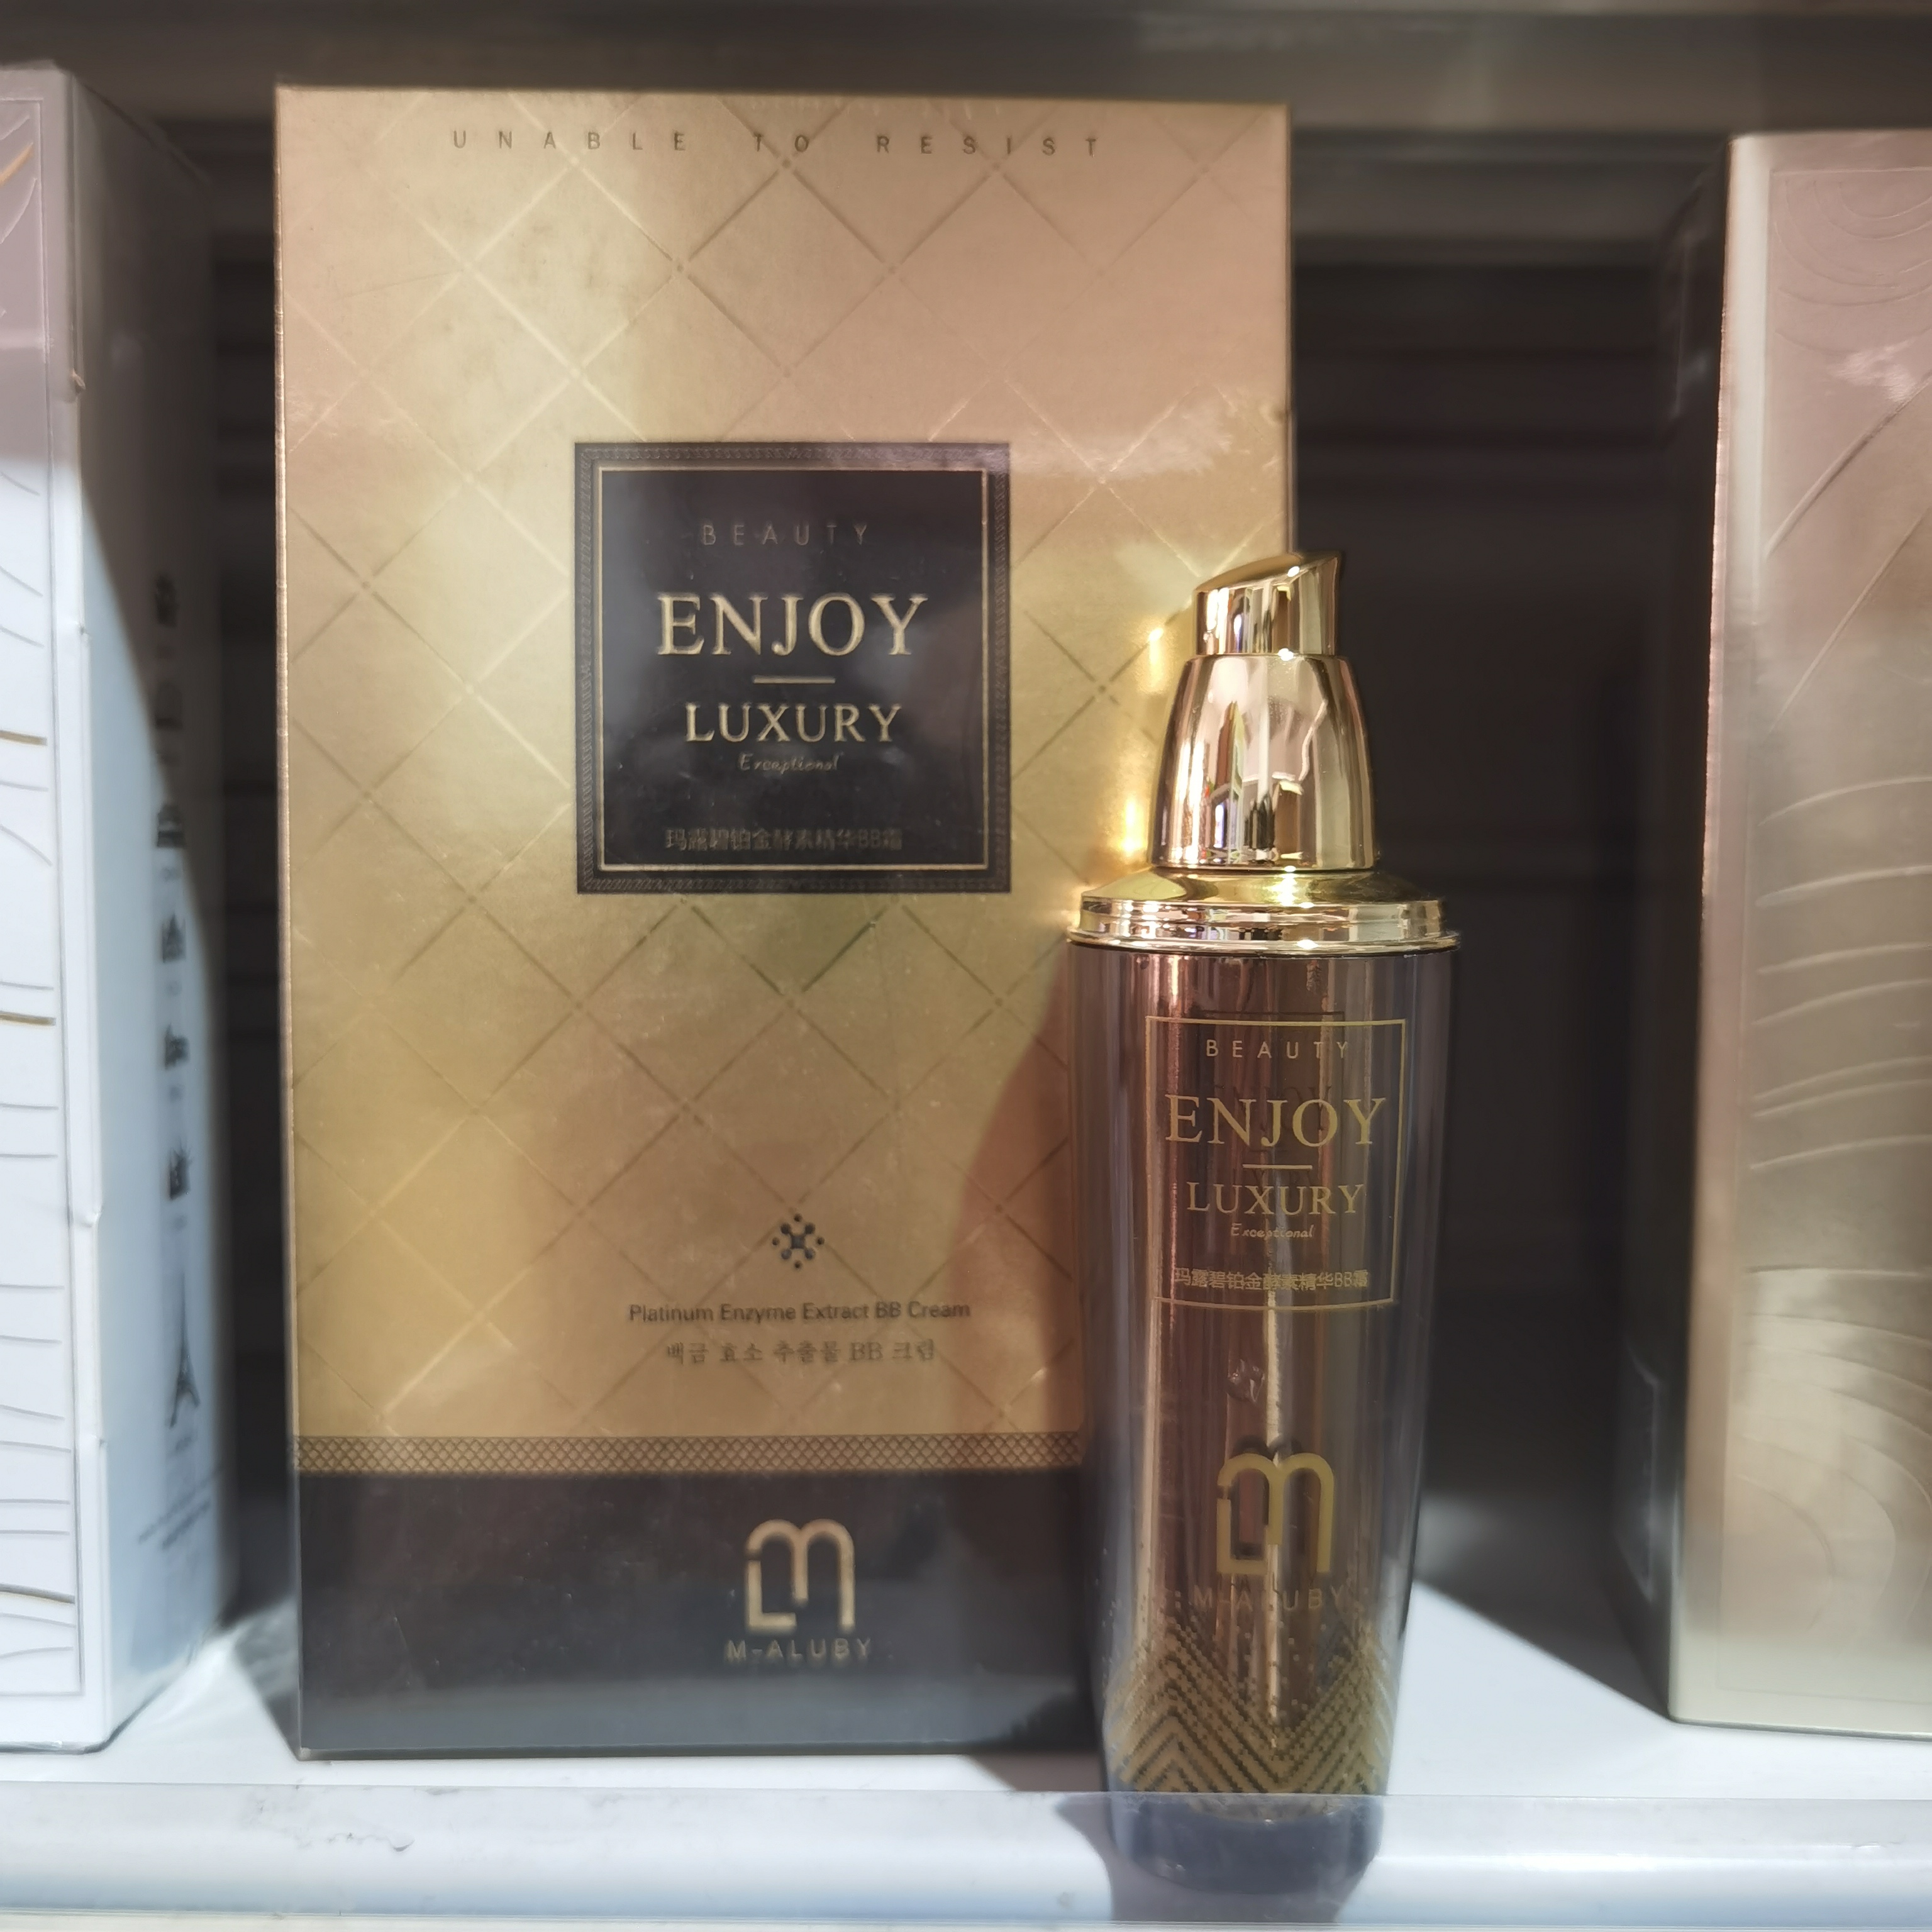 UNABLE TO RESIST
BEAUTY
ENJOY
LUXURY
Exceptional
玛露碧铂金酵素精华BB霜
Platinum Enzyme Extract BB Cream
백금 효소 추출물 BB 크림
M-ALUBY
BEAUTY
ENJOY
LUXURY
Exceptional
玛露碧铂金酵素精华BB霜
M-ALUBY